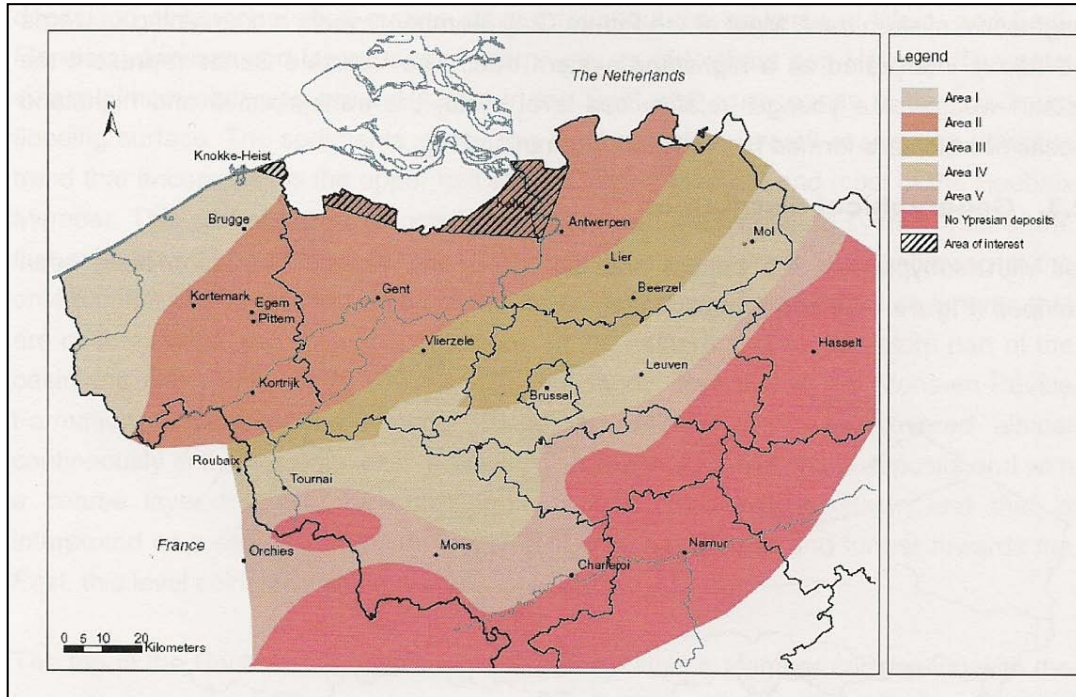 The Netherlands
Knokke-Heist
Brugge
Antwerpen
Mol
Lier
Kortemark
Egem
Pittem
Gent
Beerzel
Vlierzele
Hasselt
Leuven
Kortrijk
Brussel
Roubaix
Tournai
France
Orchies
Mons
Namur
Charleroi
0 5 10 20
Kilometers
Legend
Area I
Area II
Area III
Area IV
Area V
No Ypresian deposits
Area of interest